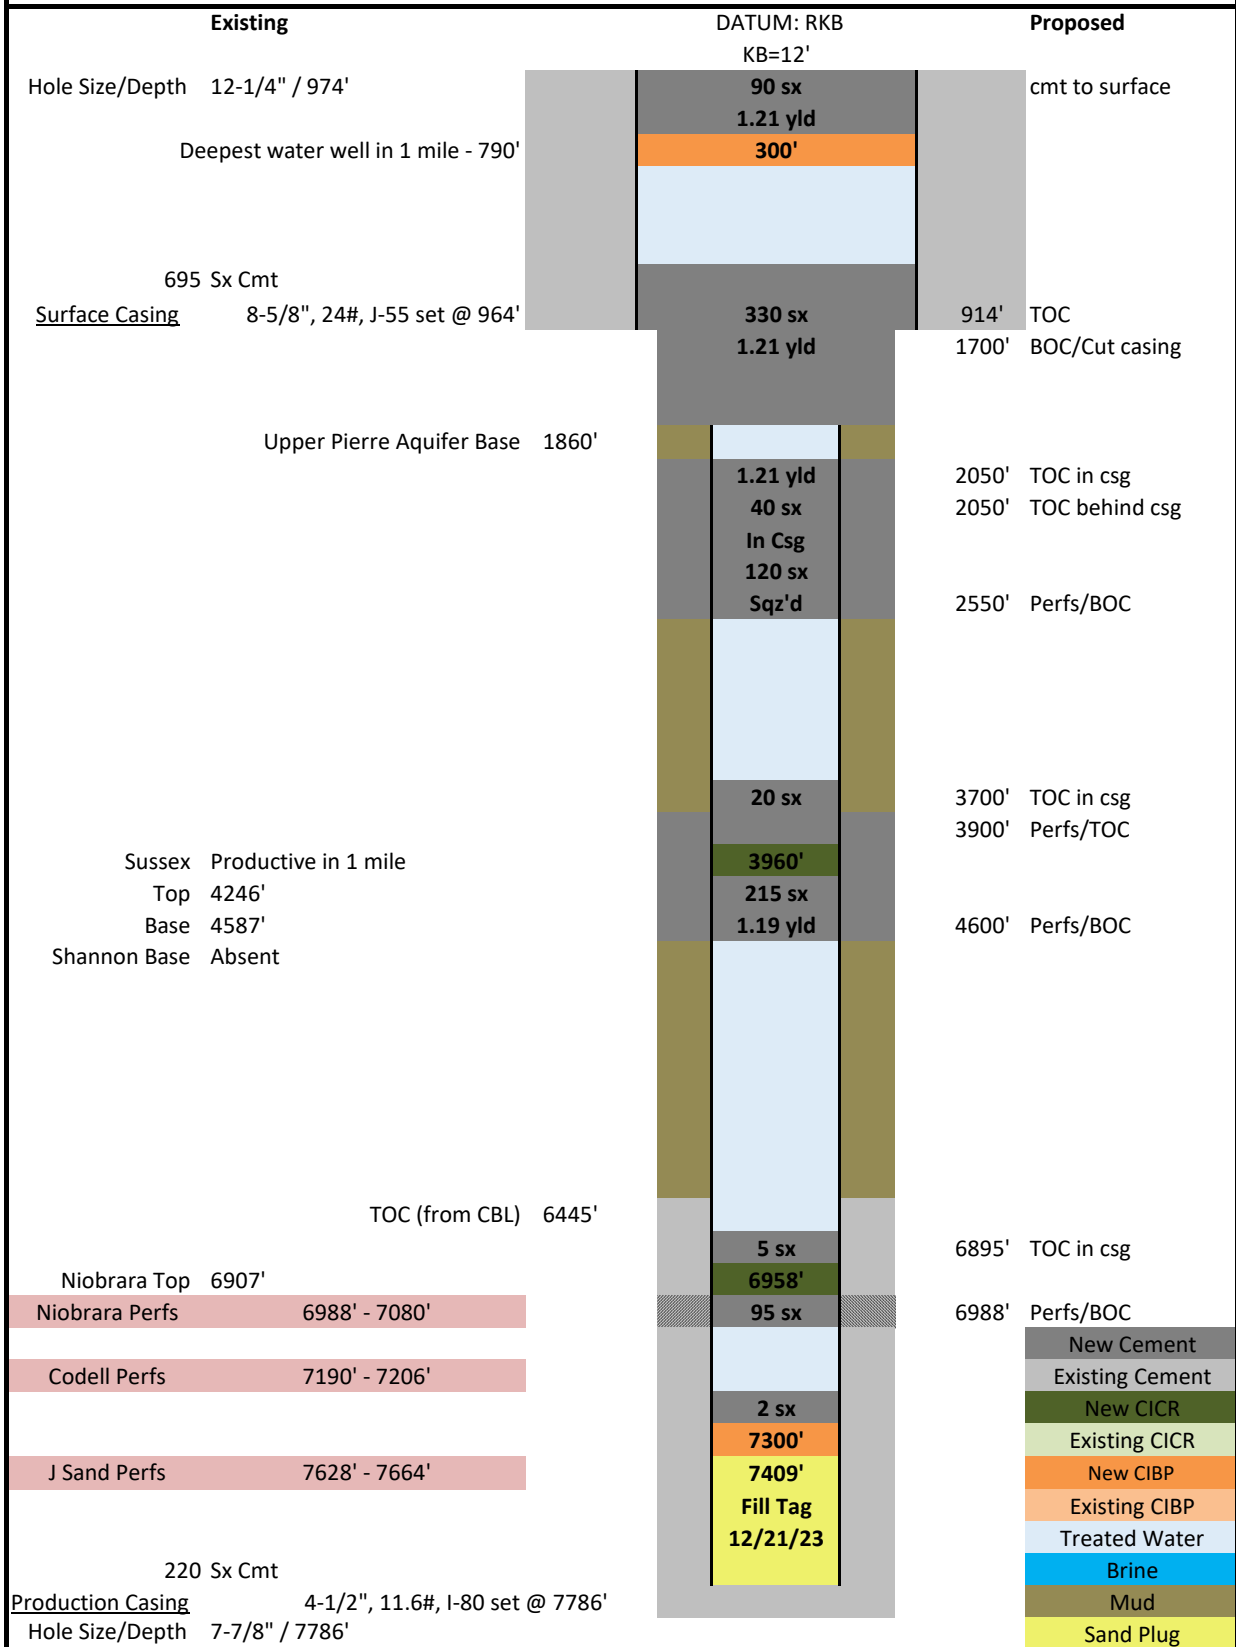 Existing DATUM: RKB Proposed
KB=12'
Hole Size/Depth 12-1/4" / 974' 90 sx cmt to surface
1.21 yld
Deepest water well in 1 mile - 790' 300'
695 Sx Cmt
Surface Casing 8-5/8", 24#, J-55 set @ 964' 330 sx 914' TOC
1.21 yld 1700' BOC/Cut casing
Upper Pierre Aquifer Base 1860'
1.21 yld 2050' TOC in csg
40 sx 2050' TOC behind csg
In Csg
120 sx
Sqz'd 2550' Perfs/BOC
20 sx 3700' TOC in csg
3900' Perfs/TOC
Sussex Productive in 1 mile 3960'
Top 4246' 215 sx
Base 4587' 1.19 yld 4600' Perfs/BOC
Shannon Base Absent
TOC (from CBL) 6445'
5 sx 6895' TOC in csg
Niobrara Top 6907' 6958'
Niobrara Perfs 6988' - 7080' 95 sx 6988' Perfs/BOC
New Cement
Codell Perfs 7190' - 7206' Existing Cement
2 sx New CICR
7300' Existing CICR
J Sand Perfs 7628' - 7664' 7409' New CIBP
Fill Tag Existing CIBP
12/21/23 Treated Water
220 Sx Cmt Brine
Production Casing 4-1/2", 11.6#, I-80 set @ 7786' Mud
Hole Size/Depth 7-7/8" / 7786' Sand Plug